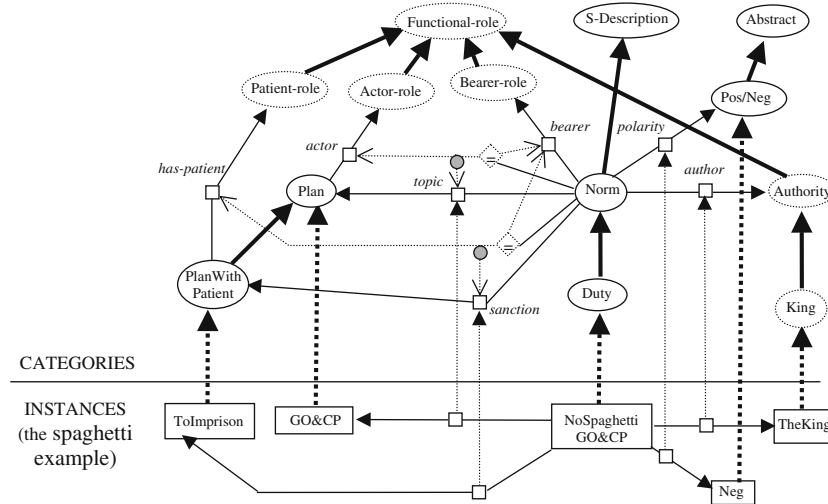 Functional-role
S-Description
Abstract
Patient-role
Actor-role
Bearer-role
Pos/Neg
has-patient
actor
bearer
polarity
=
Plan
topic
Norm
author
Authority
=
PlanWith
Patient
sanction
Duty
King
CATEGORIES
INSTANCES
(the spaghetti
example)
ToImprison
GO&CP
NoSpaghetti
GO&CP
TheKing
Neg